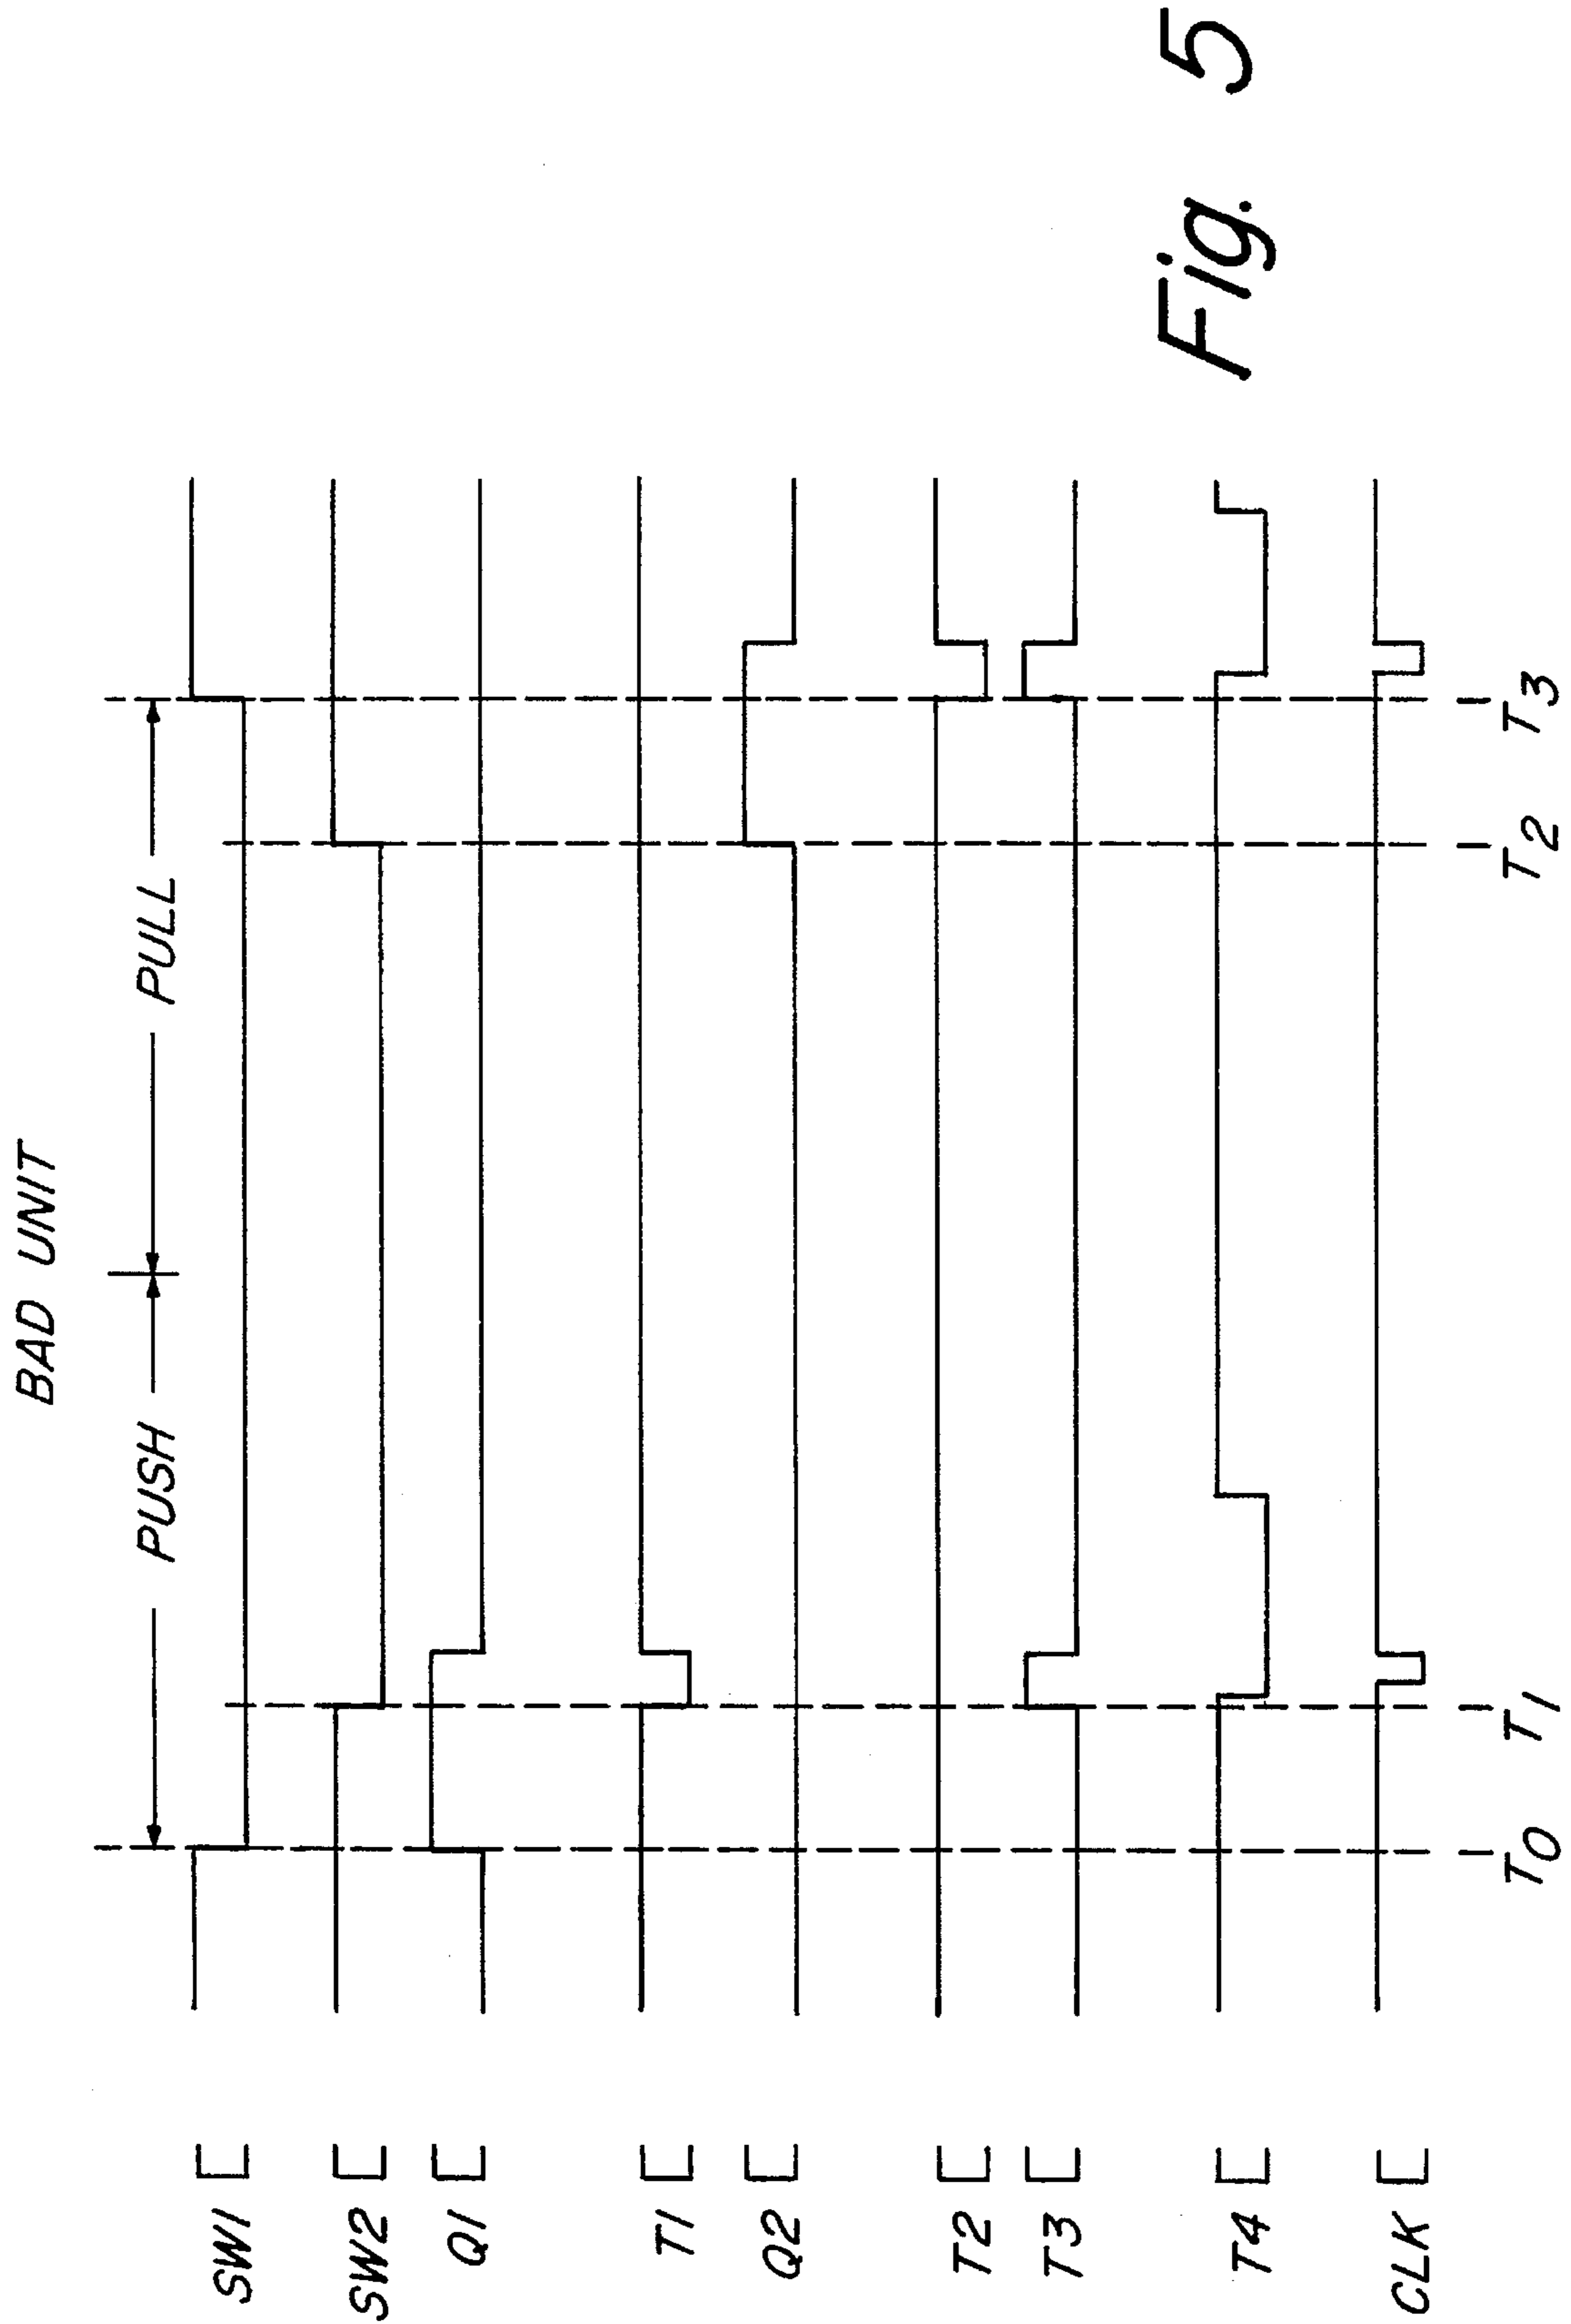 BAD UNIT
PUSH PULL
SW1
SW2
Q1
T1
Q2
T2
T3
T4
CLK
T0 T1 T2 T3
Fig. 5